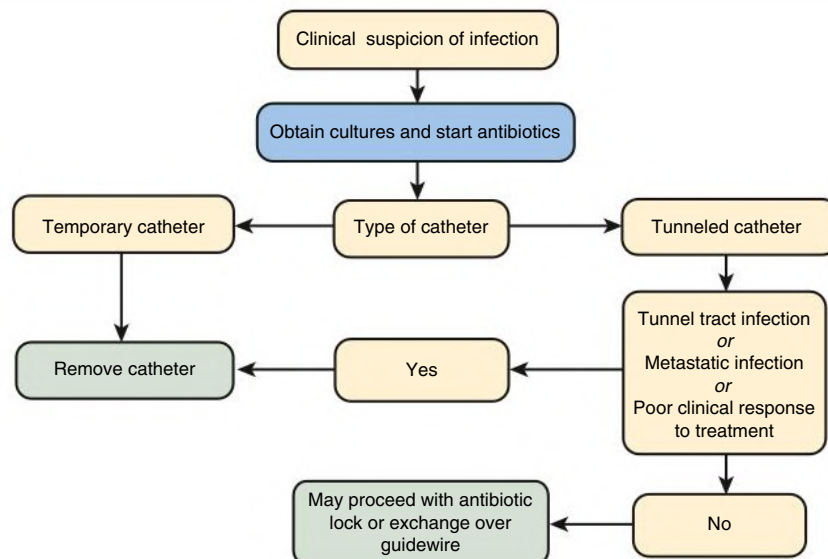 Clinical suspicion of infection
Obtain cultures and start antibiotics
Temporary catheter
Type of catheter
Tunneled catheter
Remove catheter
Yes
Tunnel tract infection
or
Metastatic infection
or
Poor clinical response
to treatment
May proceed with antibiotic
lock or exchange over
guidewire
No